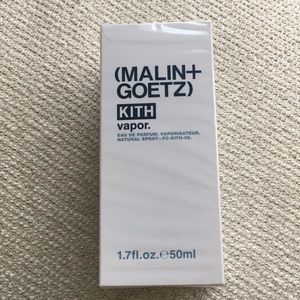 (MALIN+
GOETZ)
KITH
vapor.
EAU DE PARFUM. VAPORISATEUR.
NATURAL SPRAY—FC-KITH-50.
1.7fl.oz.℮50ml